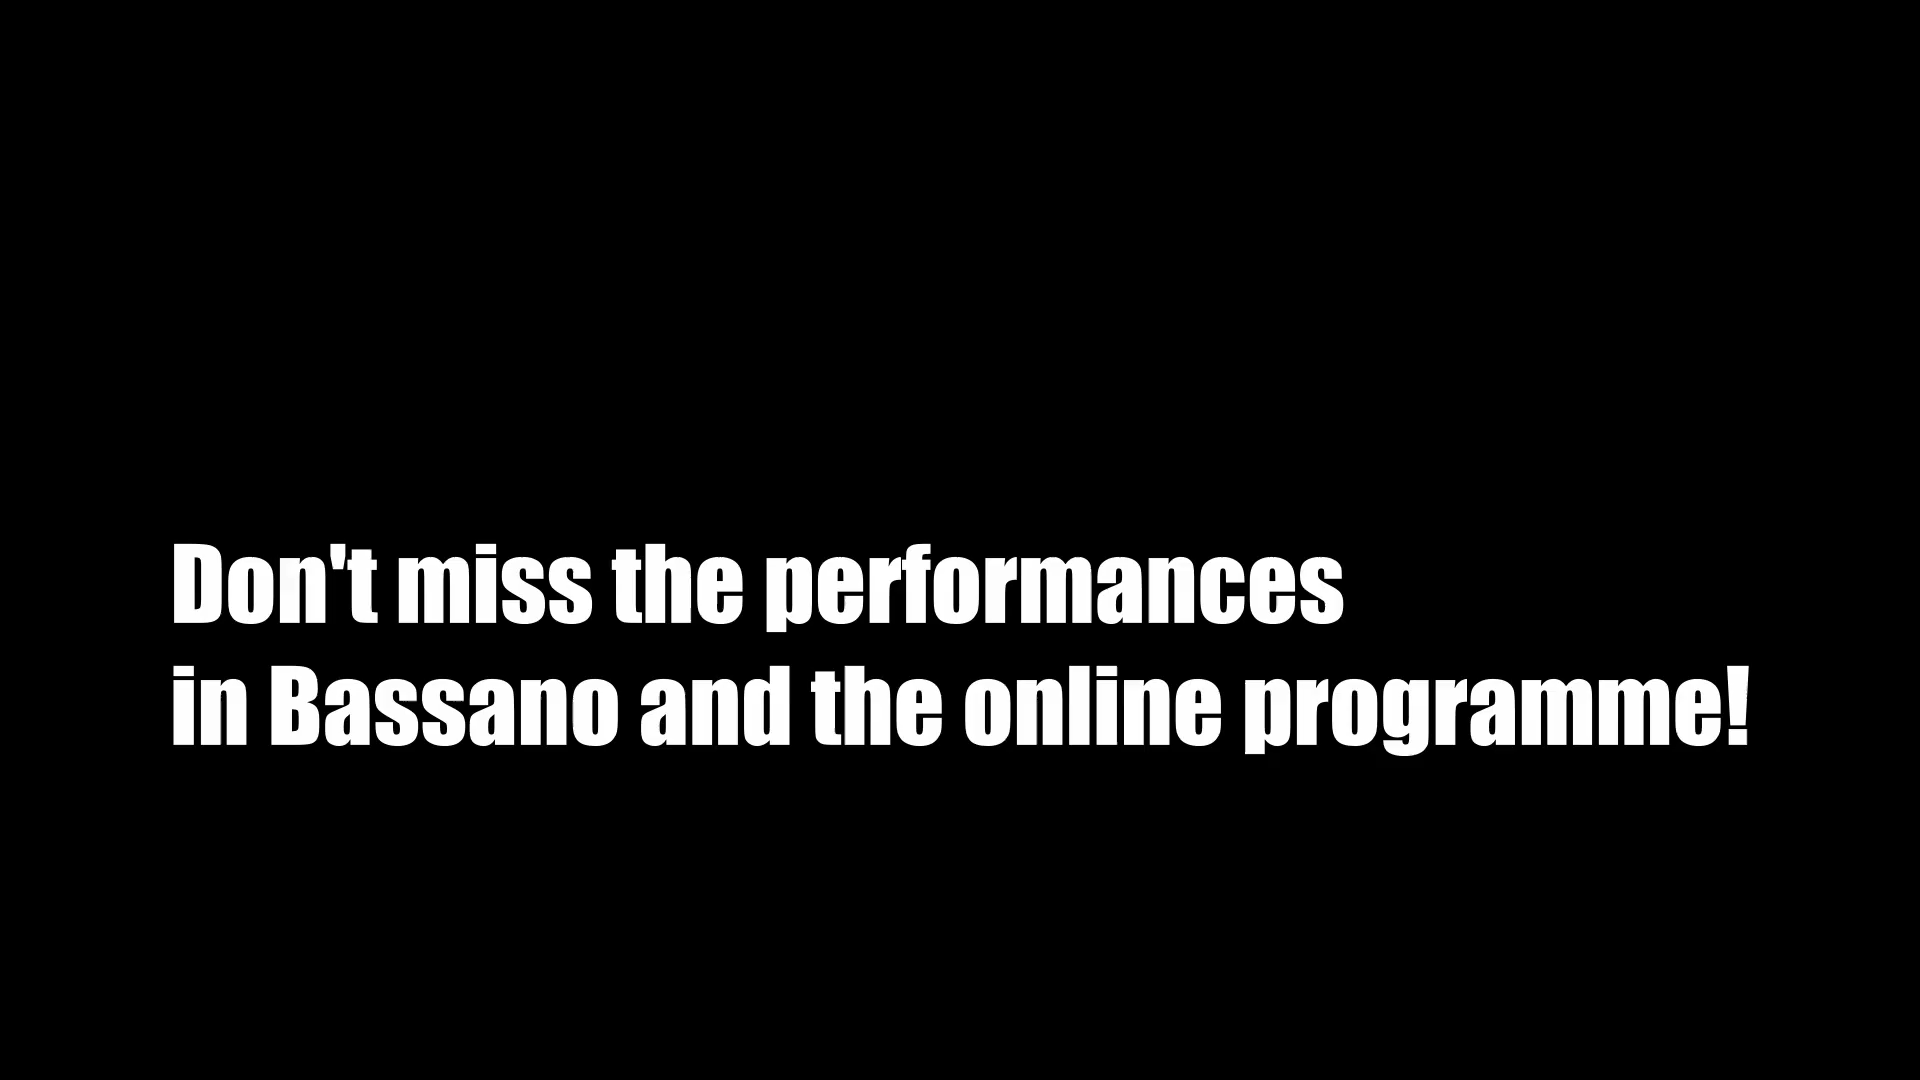 Don't miss the performances
in Bassano and the online programme!